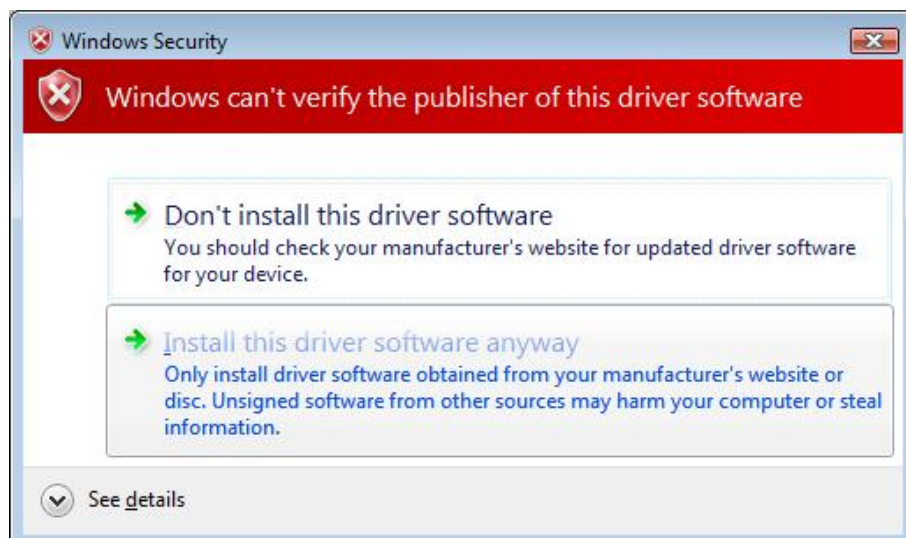 Windows Security
Windows can't verify the publisher of this driver software
Don't install this driver software
You should check your manufacturer's website for updated driver software
for your device.
Install this driver software anyway
Only install driver software obtained from your manufacturer's website or
disc. Unsigned software from other sources may harm your computer or steal
information.
See details